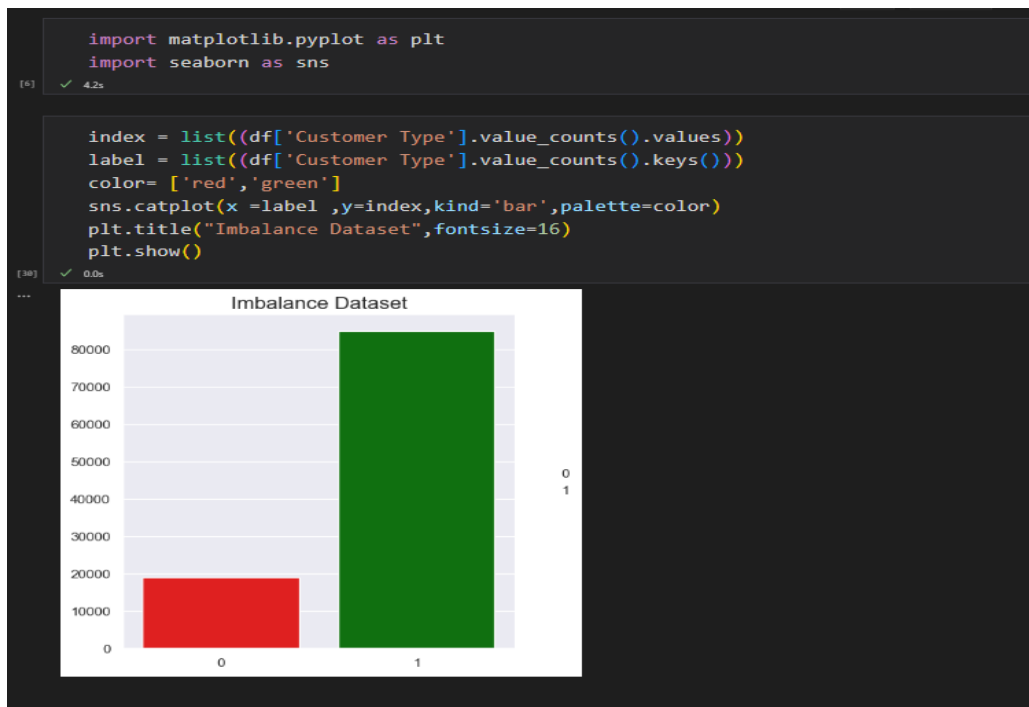 import matplotlib.pyplot as plt
import seaborn as sns
[6] ✓ 4.2s
index = list((df['Customer Type'].value_counts().values))
label = list((df['Customer Type'].value_counts().keys()))
color= ['red','green']
sns.catplot(x =label ,y=index,kind='bar',palette=color)
plt.title("Imbalance Dataset",fontsize=16)
plt.show()
[30] ✓ 0.0s
...
Imbalance Dataset
80000
70000
60000
50000
40000
30000
20000
10000
0
0 1
0
1